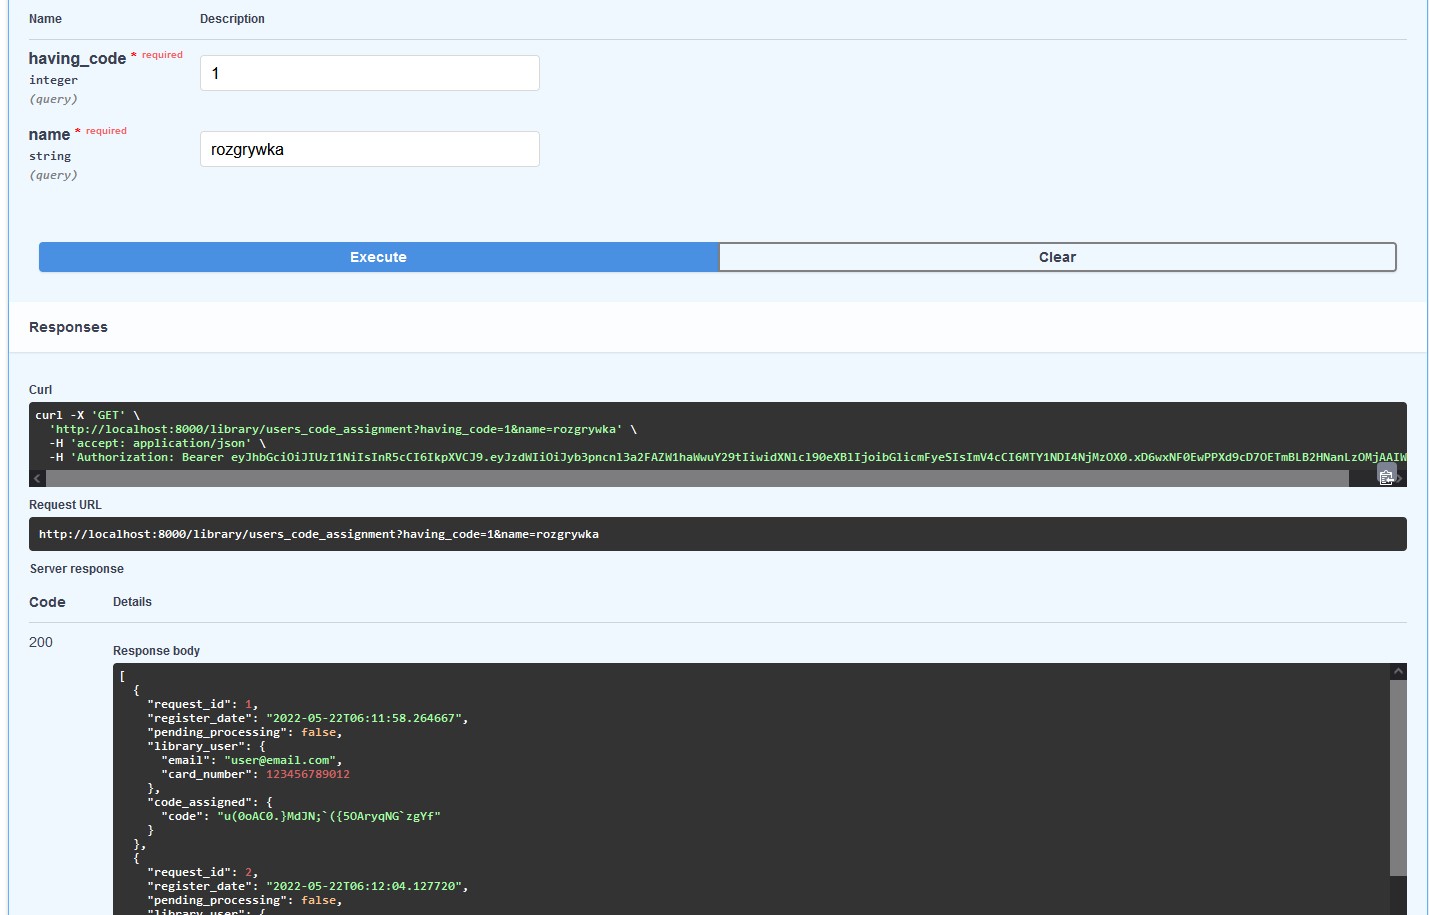 Name Description
having_code * required
1
integer
(query)
name * required
rozgrywka
string
(query)
Execute Clear
Responses
Curl
curl -X 'GET' \
'http://localhost:8000/library/users_code_assignment?having_code=1&name=rozgrywka' \
-H 'accept: application/json' \
-H 'Authorization: Bearer
Request URL
http://localhost:8000/library/users_code_assignment?having_code=1&name=rozgrywka
Server response
Code Details
200
Response body
[
{
"request_id": 1,
"register_date": "2022-05-22T06:11:58.264667",
"pending_processing": false,
"library_user": {
"email": "user@email.com",
"card_number": 123456789012
},
"code_assigned": {
"code": "u(0oAC0.}MdJN;`({5OAryqNG`zgYf"
}
},
{
"request_id": 2,
"register_date": "2022-05-22T06:12:04.127720",
"pending_processing": false,
"library_user": {